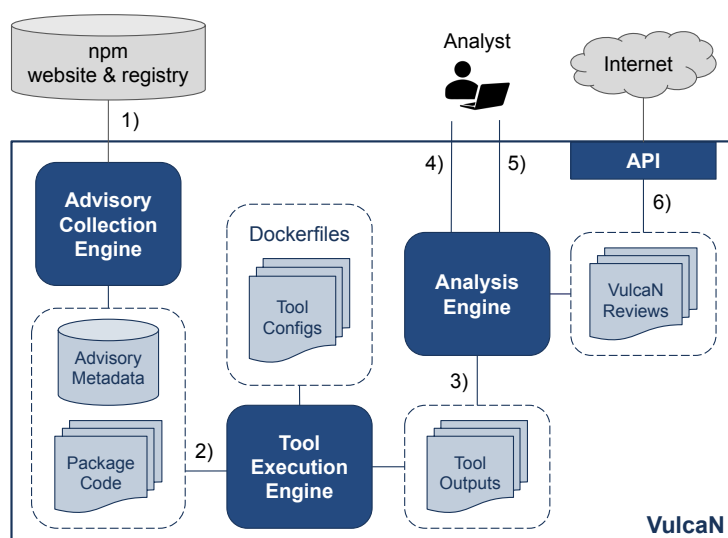 npm
website & registry
Analyst
Internet
1)
4)
5)
API
6)
Advisory
Collection
Engine
Dockerfiles
Tool
Configs
Analysis
Engine
VulcaN
Reviews
Advisory
Metadata
3)
Package
Code
2)
Tool
Execution
Engine
Tool
Outputs
VulcaN